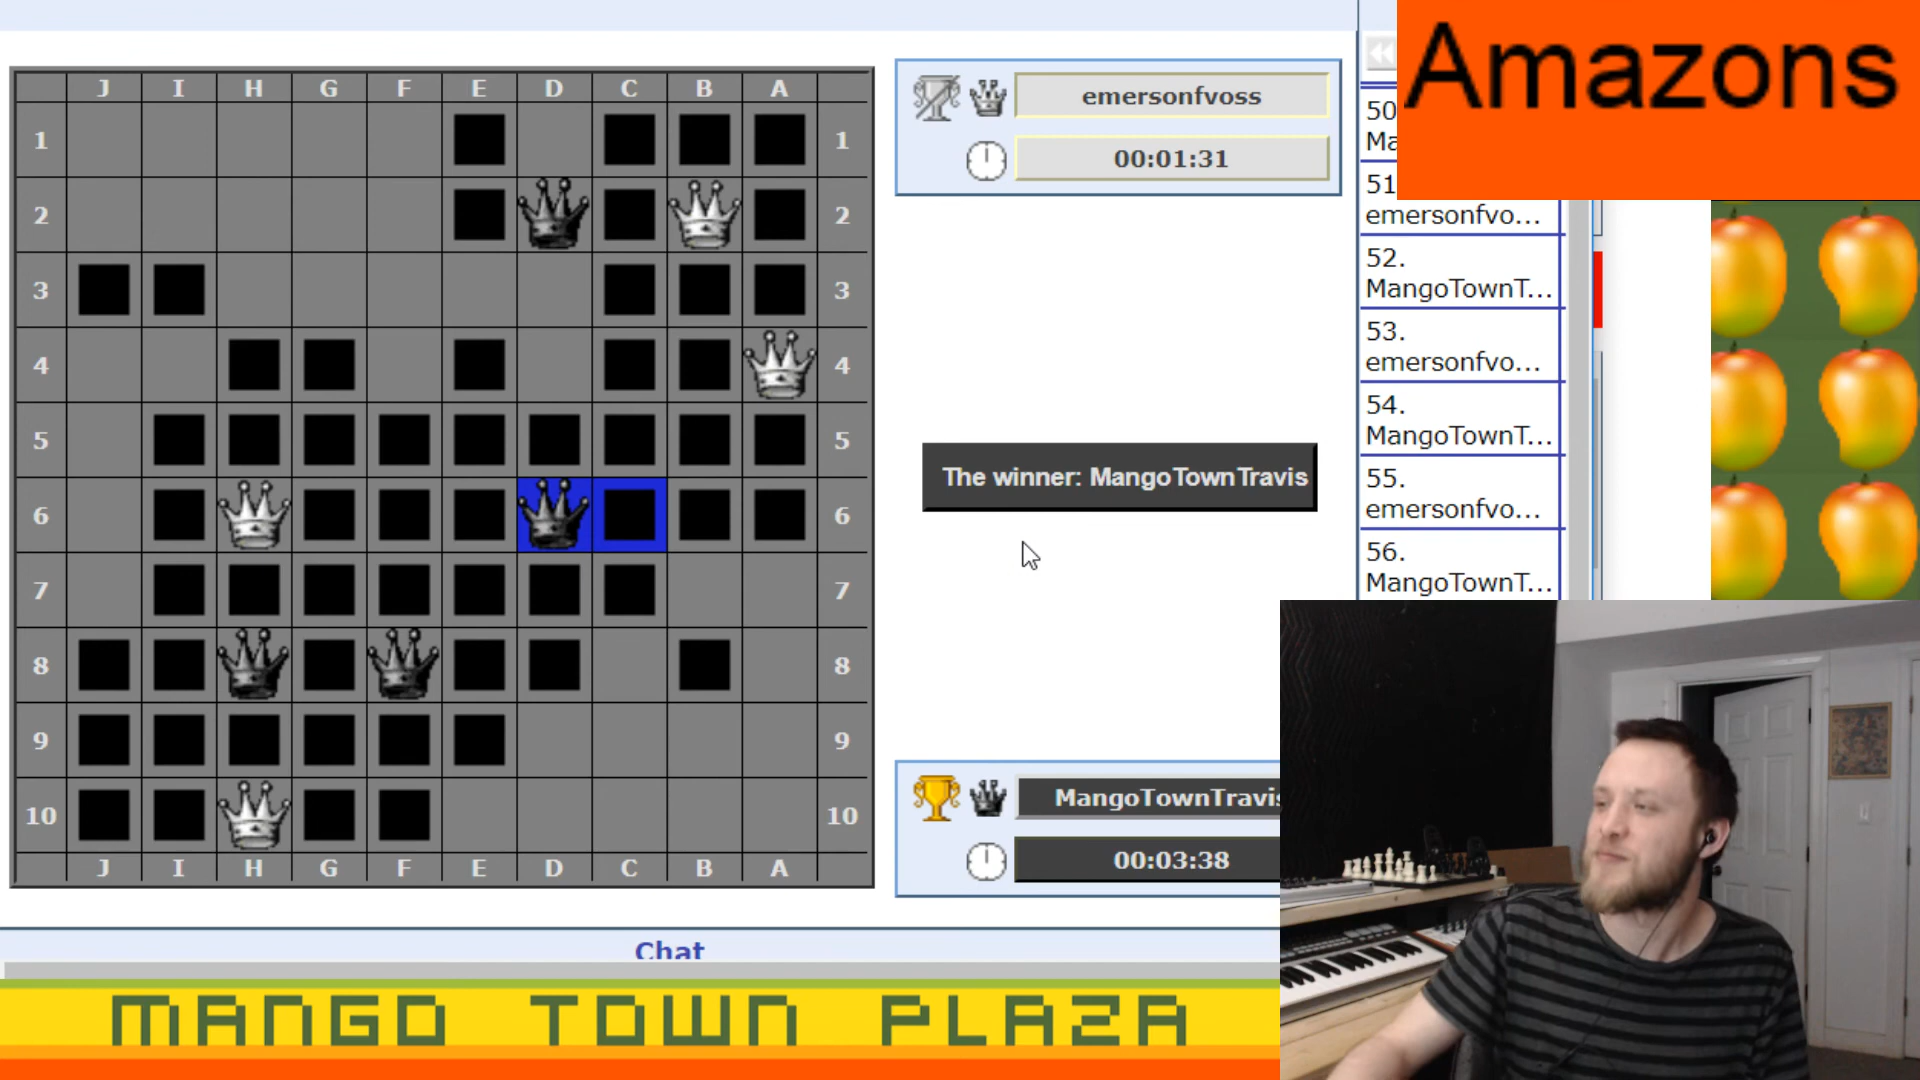 J I H G F E D C B A
1 1
2 2
3 3
4 4
5 5
6 6
7 7
8 8
9 9
10 10
J I H G F E D C B A
emersonfvoss
00:01:31
The winner: MangoTownTravis
MangoTownTravis
00:03:38
50
Ma
51
emersonfvo...
52.
MangoTownT...
53.
emersonfvo...
54.
MangoTownT...
55.
emersonfvo...
56.
MangoTownT...
Amazons
Chat
MANGO TOWN PLAZA